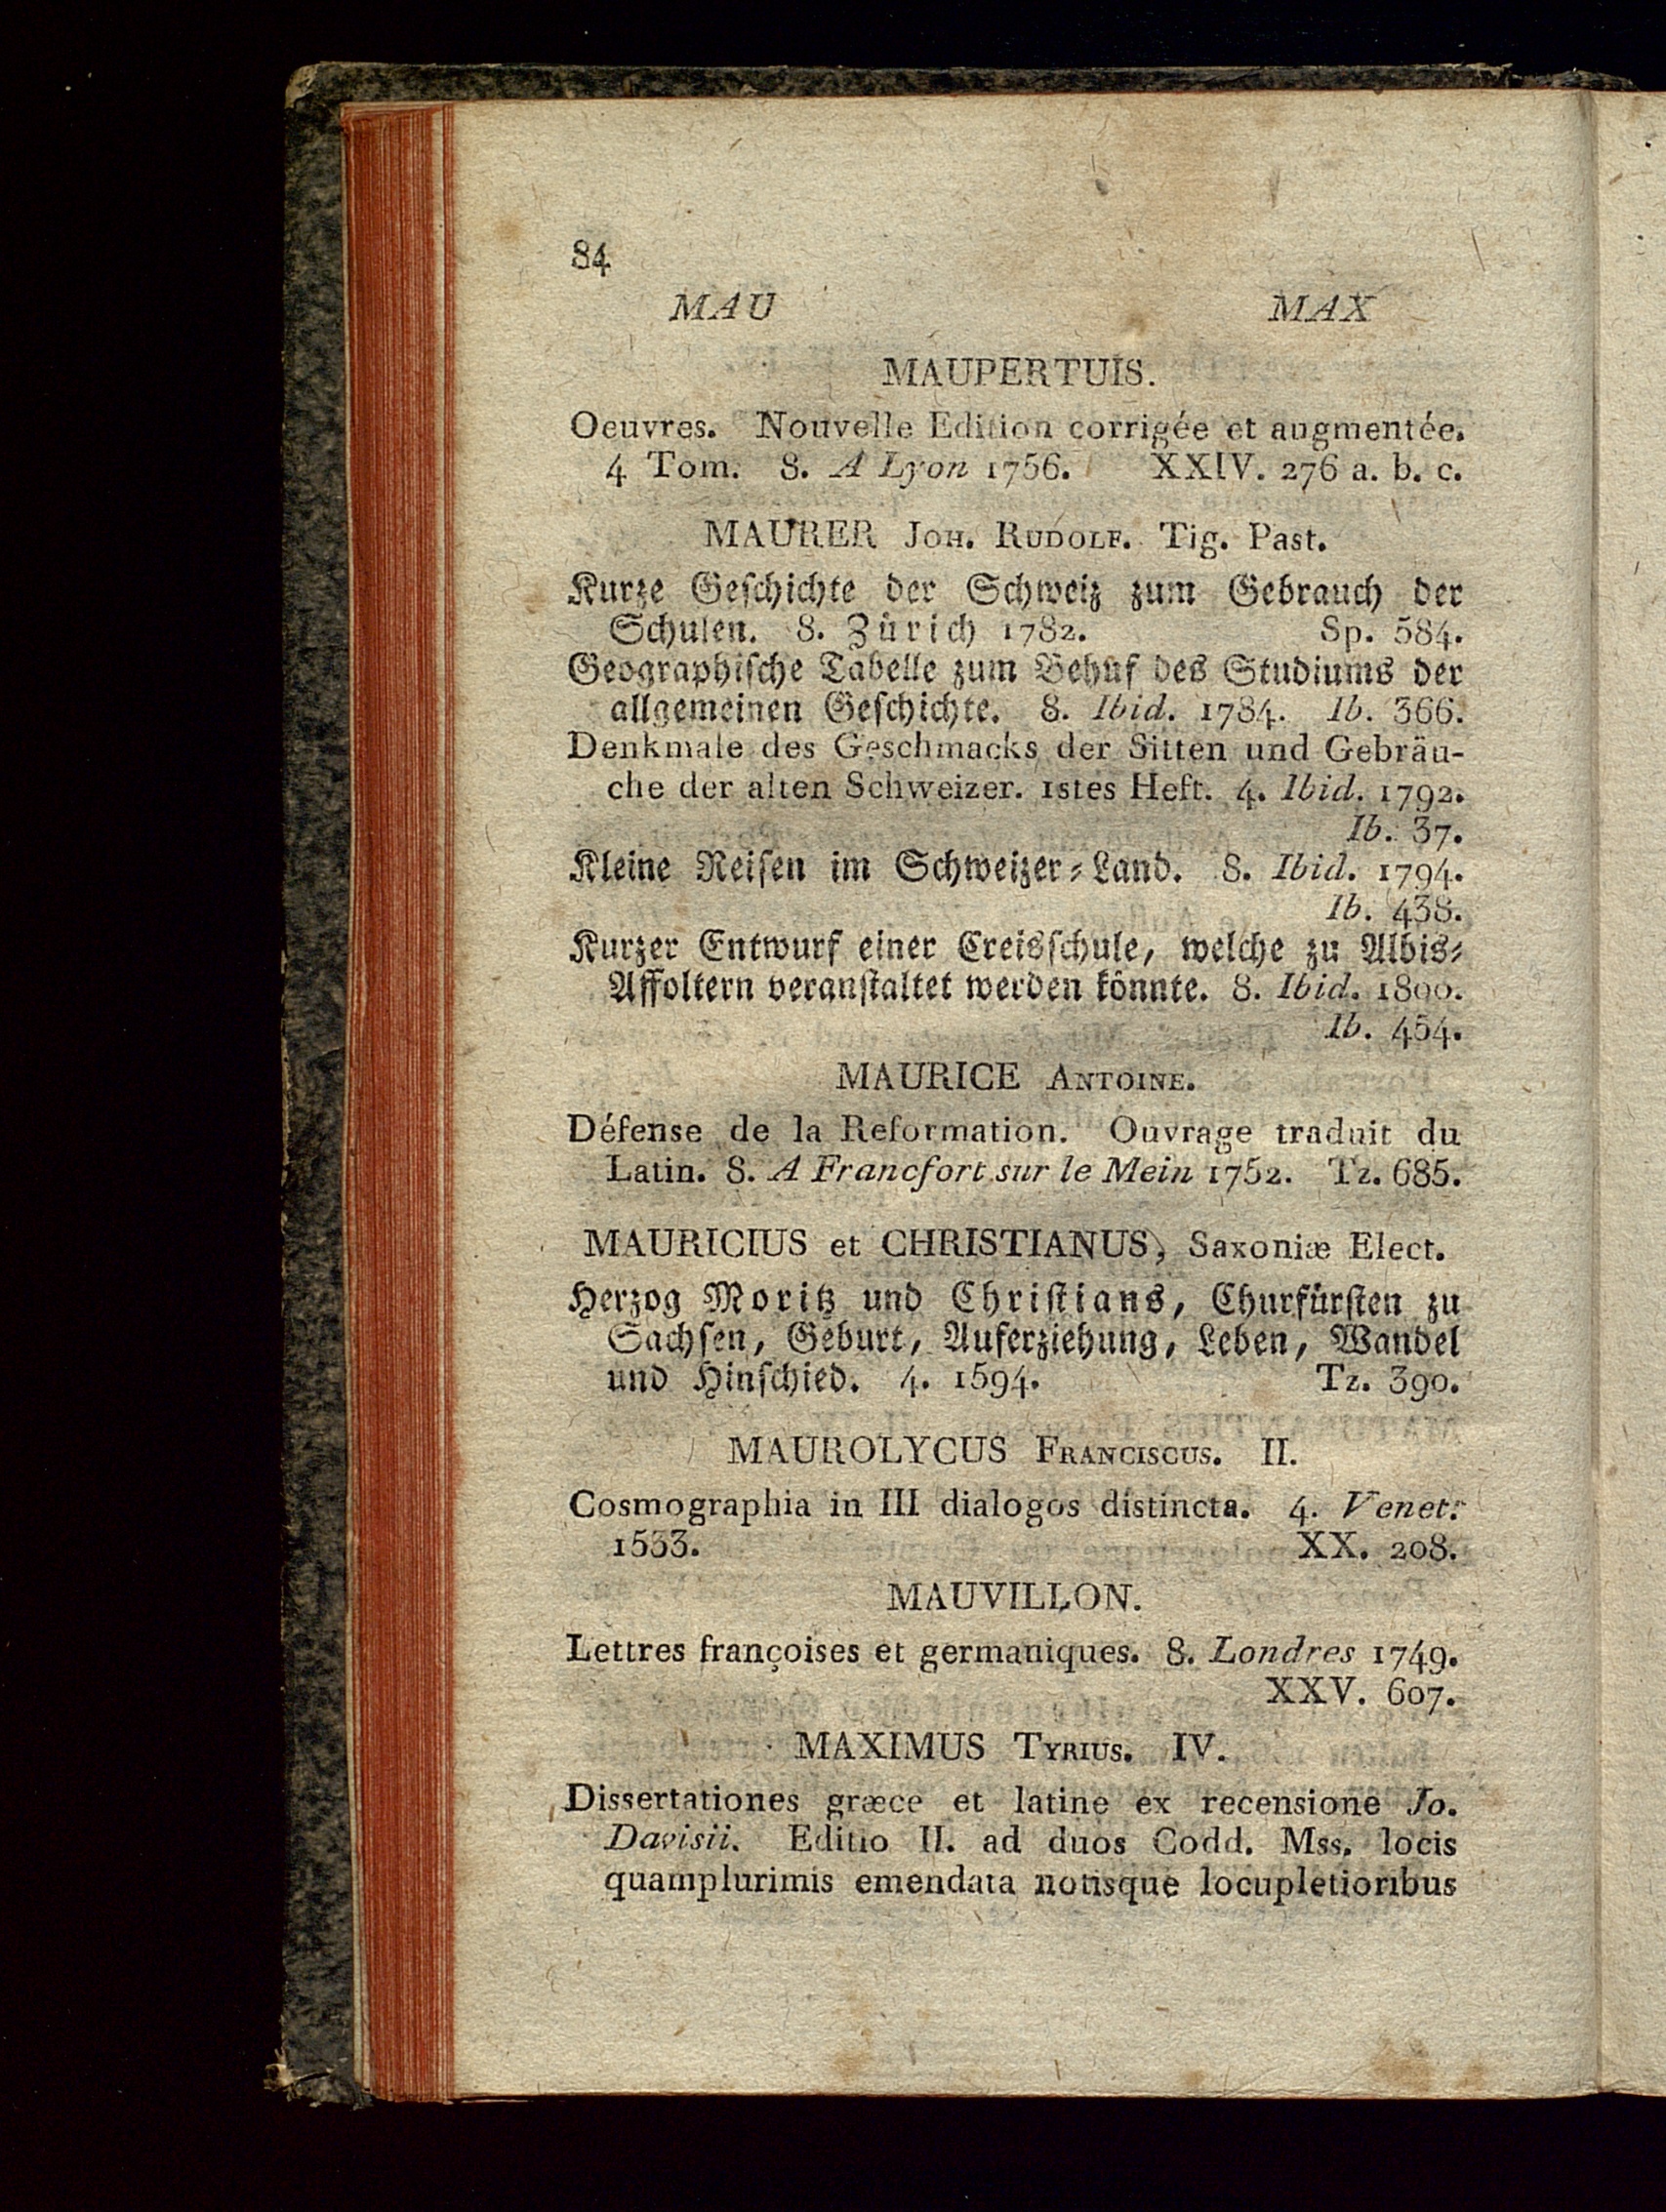 84
MAU MAX
MAUPERTUIS.
Oeuvres. Nouvelle Edition corrigée et augmentée.
4 Tom. 8. A Lyon 1756. XXIV. 276 a. b. c.
MAURER Joh. Rudolf. Tig. Past.
Kurze Geschichte der Schweiz zum Gebrauch der
Schulen. 8. Zürich 1782. Sp. 584.
Geographische Tabelle zum Behuf des Studiums der
allgemeinen Geschichte. 8. Ibid. 1784. Ib. 366.
Denkmale des Geschmacks der Sitten und Gebräu-
che der alten Schweizer. 1stes Heft. 4. Ibid. 1792.
Ib. 37.
Kleine Reisen im Schweizer-Land. 8. Ibid. 1794.
Ib. 438.
Kurzer Entwurf einer Creisschule, welche zu Albis-
Affoltern veranstaltet werden könnte. 8. Ibid. 1800.
Ib. 454.
MAURICE Antoine.
Défense de la Reformation. Ouvrage traduit du
Latin. 8. A Francfort sur le Mein 1752. Tz. 685.
MAURICIUS et CHRISTIANUS, Saxoniæ Elect.
Herzog Moritz und Christians, Churfürsten zu
Sachsen, Geburt, Auferziehung, Leben, Wandel
und Hinschied. 4. 1594. Tz. 390.
MAUROLYCUS Franciscus. II.
Cosmographia in III dialogos distincta. 4. Venet.
1533. XX. 208.
MAUVILLON.
Lettres françoises et germaniques. 8. Londres 1749.
XXV. 607.
MAXIMUS Tyrius. IV.
Dissertationes græce et latine ex recensione Jo.
Davisii. Editio II. ad duos Codd. Mss. locis
quamplurimis emendata notisque locupletioribus